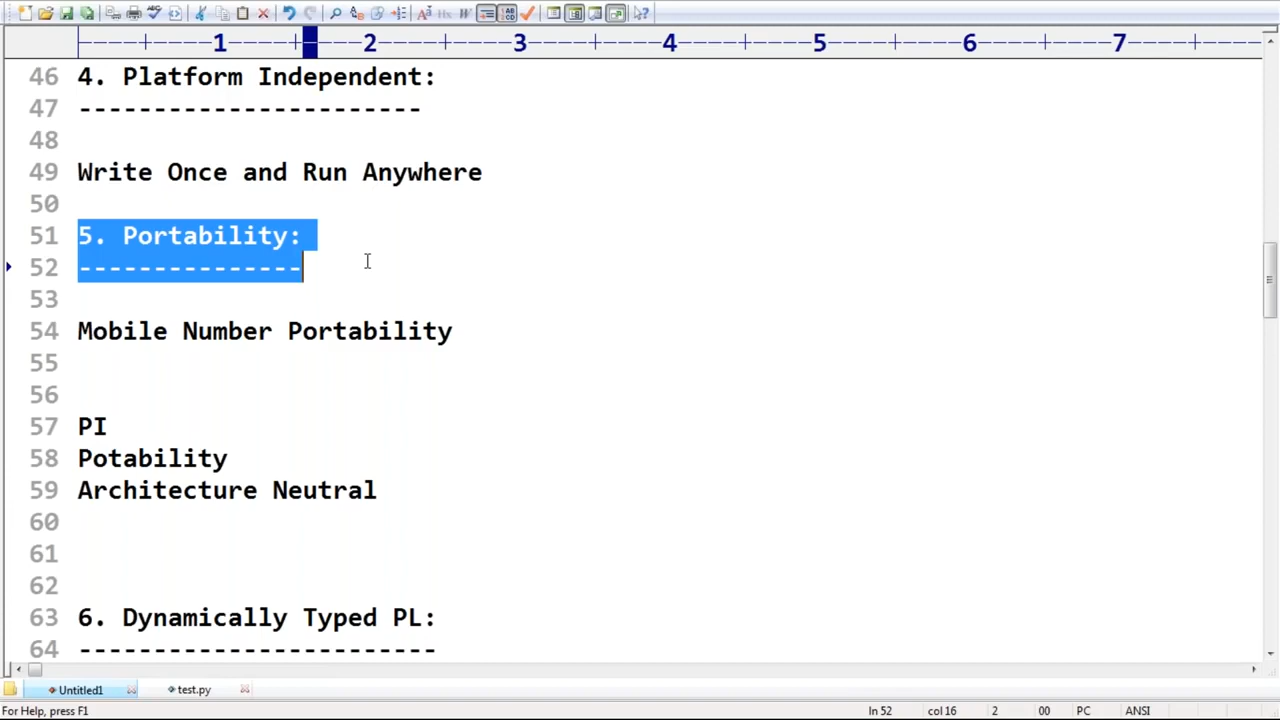 1 2 3 4 5 6 7
46 4. Platform Independent:
47 -----------------------
48
49 Write Once and Run Anywhere
50
51 5. Portability:
52 ---------------
53
54 Mobile Number Portability
55
56
57 PI
58 Potability
59 Architecture Neutral
60
61
62
63 6. Dynamically Typed PL:
64 ------------------------
Untitled1 test.py
For Help, press F1 ln 52 col 16 2 00 PC ANSI